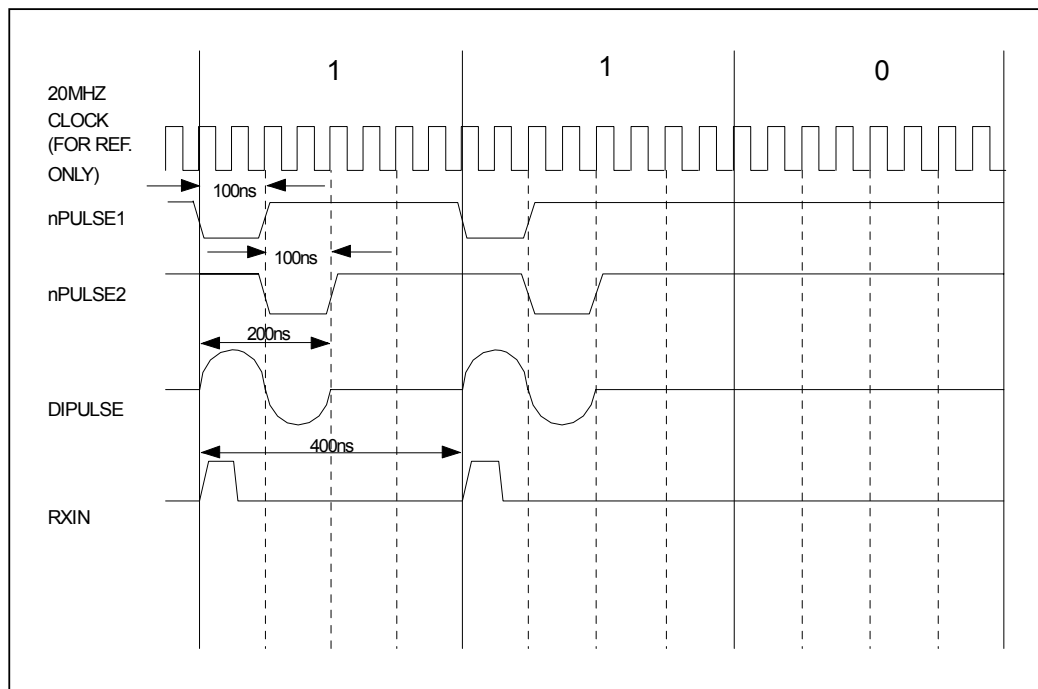 1 1 0
20MHZ
CLOCK
(FOR REF.
ONLY)
100ns
nPULSE1
100ns
nPULSE2
200ns
DIPULSE
400ns
RXIN